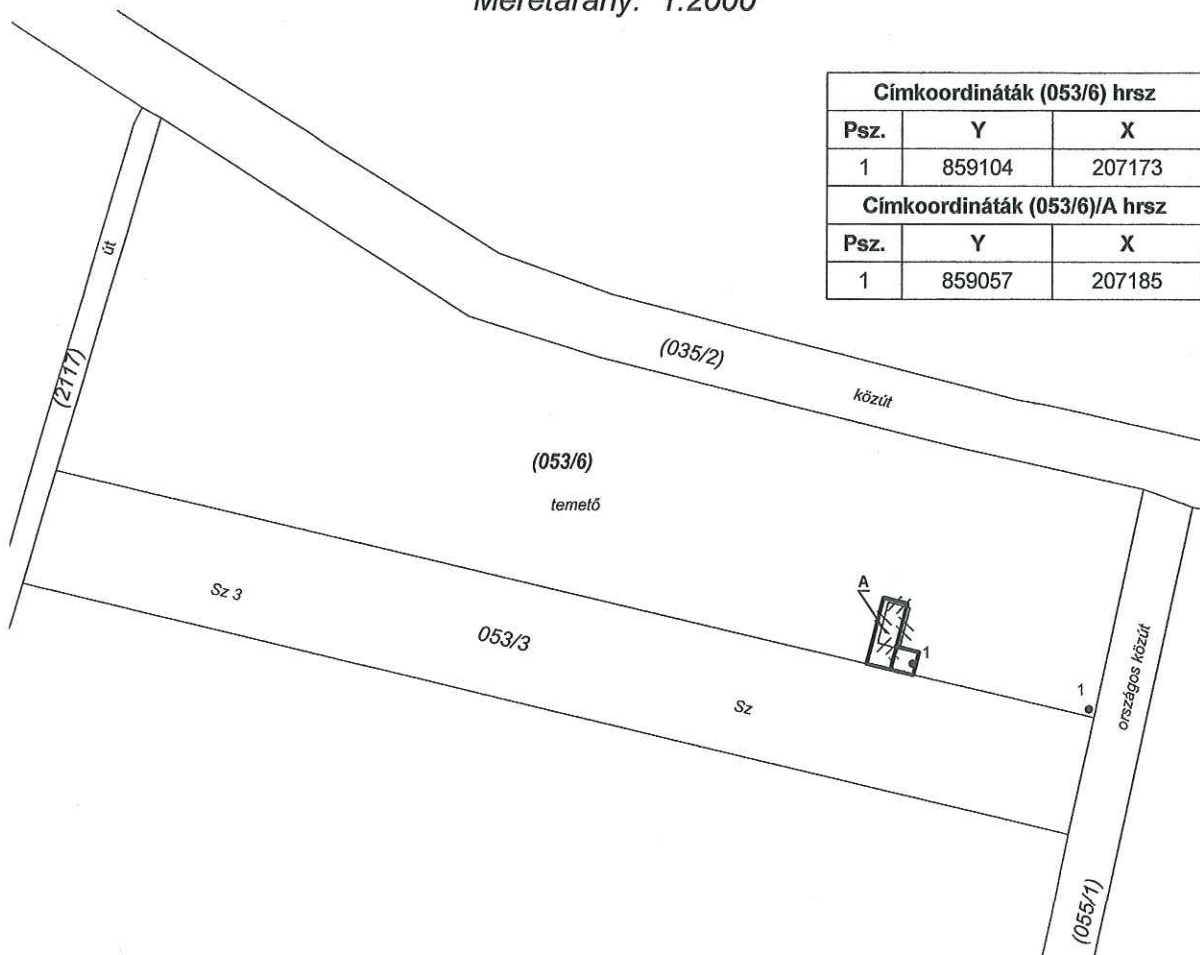 Méretarány: 1:2000
Címkoordináták (053/6) hrsz
Psz. Y X
1 859104 207173
Címkoordináták (053/6)/A hrsz
Psz. Y X
1 859057 207185
út
(2117)
(035/2)
közút
(053/6)
temető
Sz 3
053/3
Sz
A
1
1
országos közút
(055/1)